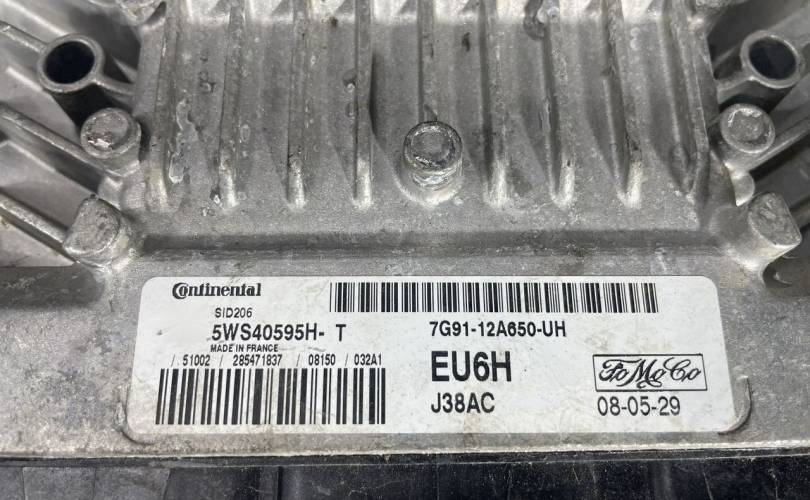 Continental
SID206
5WS40595H- T
MADE IN FRANCE
/ 51002 / 285471837 / 08150 / 032A1
7G91-12A650-UH
EU6H
J38AC
FoMoCo
08-05-29